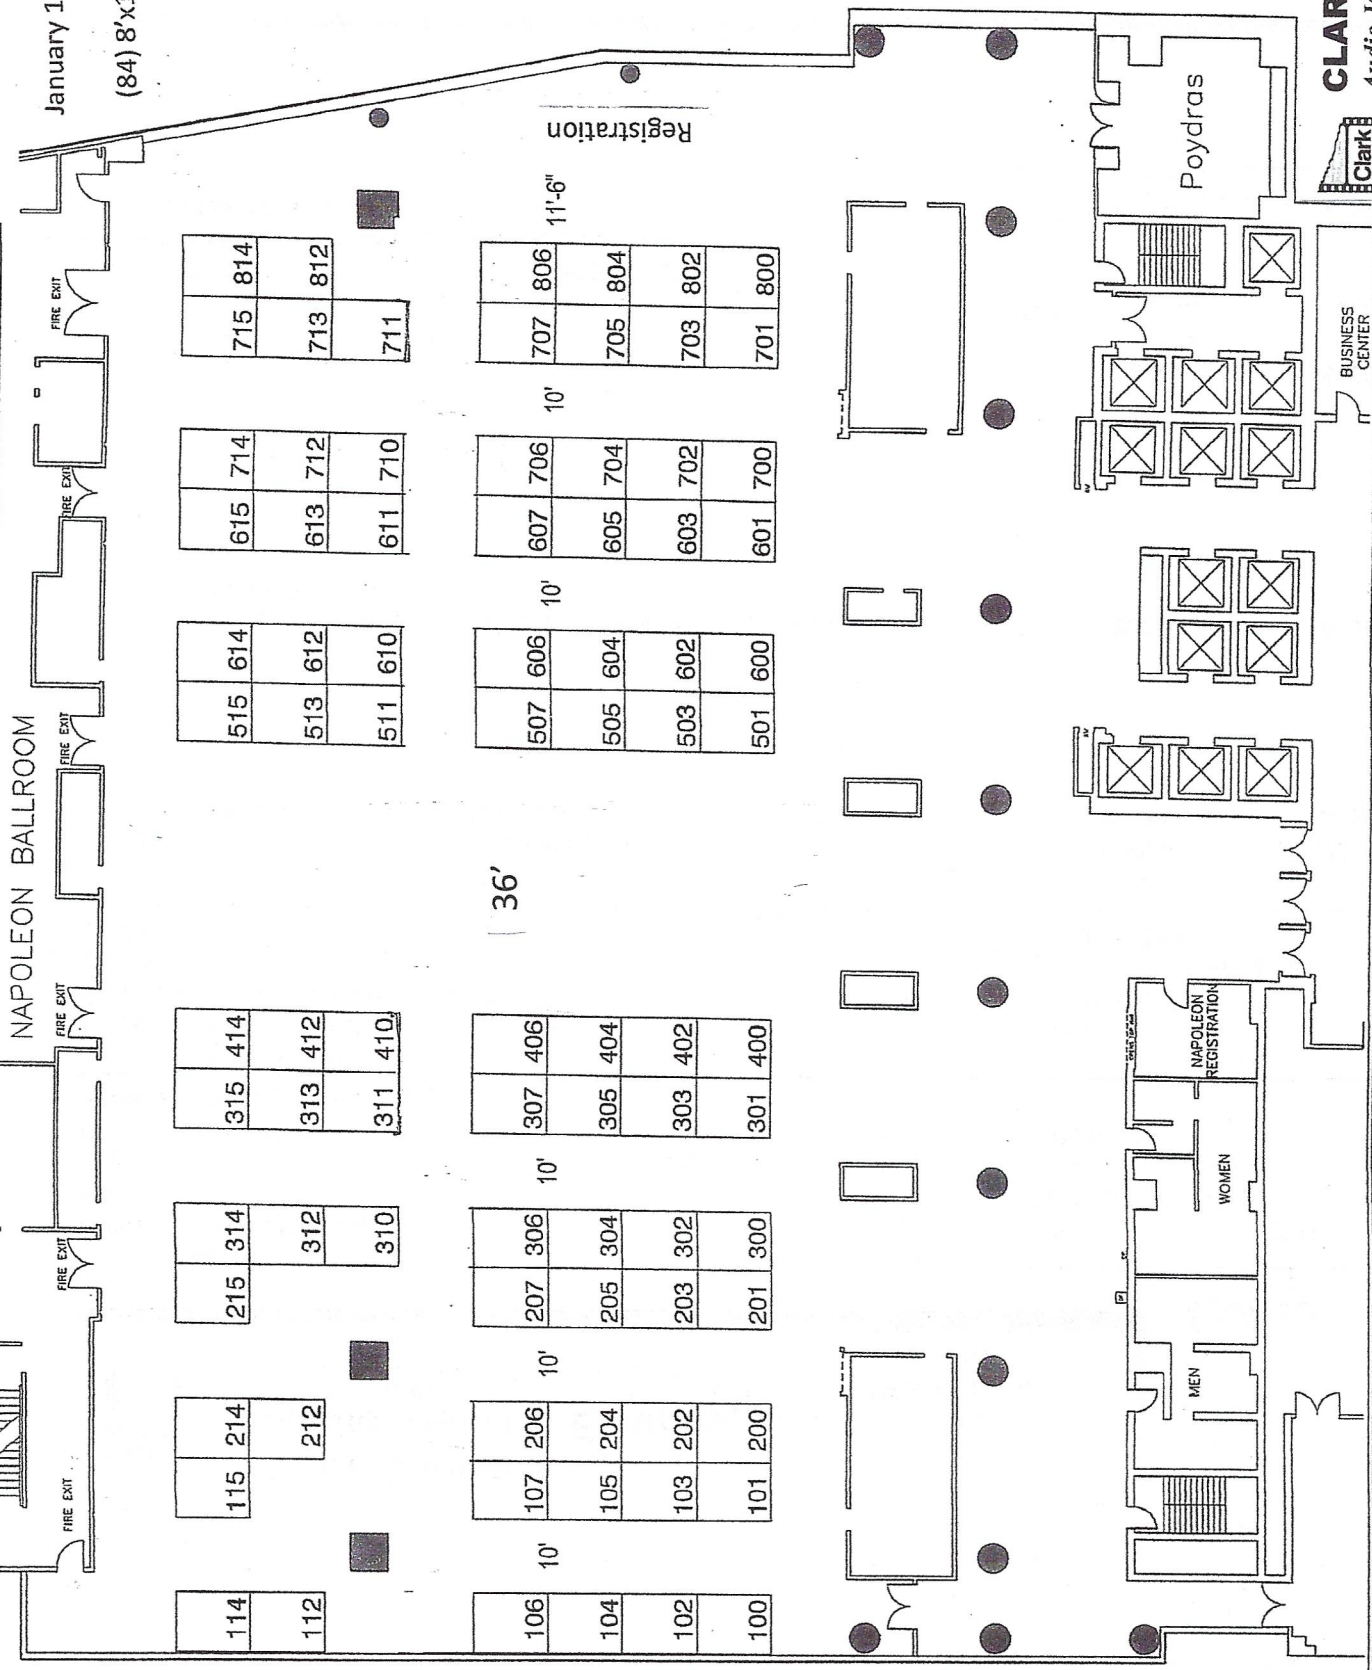 NAPOLEON BALLROOM
January 1
(84) 8'x1
FIRE EXIT
FIRE EXIT
FIRE EXIT
FIRE EXIT
FIRE EXIT
FIRE EXIT
114 115 214 215 314 315 414 515 614 615 714 715 814
112 212 312 313 412 513 612 613 712 713 812
310 311 410 511 610 611 710 711
36'
106 107 206 207 306 307 406 507 606 607 706 707 806
10' 10' 10' 10' 10' 11'-6"
104 105 204 205 304 305 404 505 604 605 704 705 804
Registration
102 103 202 203 302 303 402 503 602 603 702 703 802
100 101 200 201 300 301 400 501 600 601 700 701 800
MEN
WOMEN
NAPOLEON
REGISTRATION
Poydras
BUSINESS
CENTER
CLAR
Clark